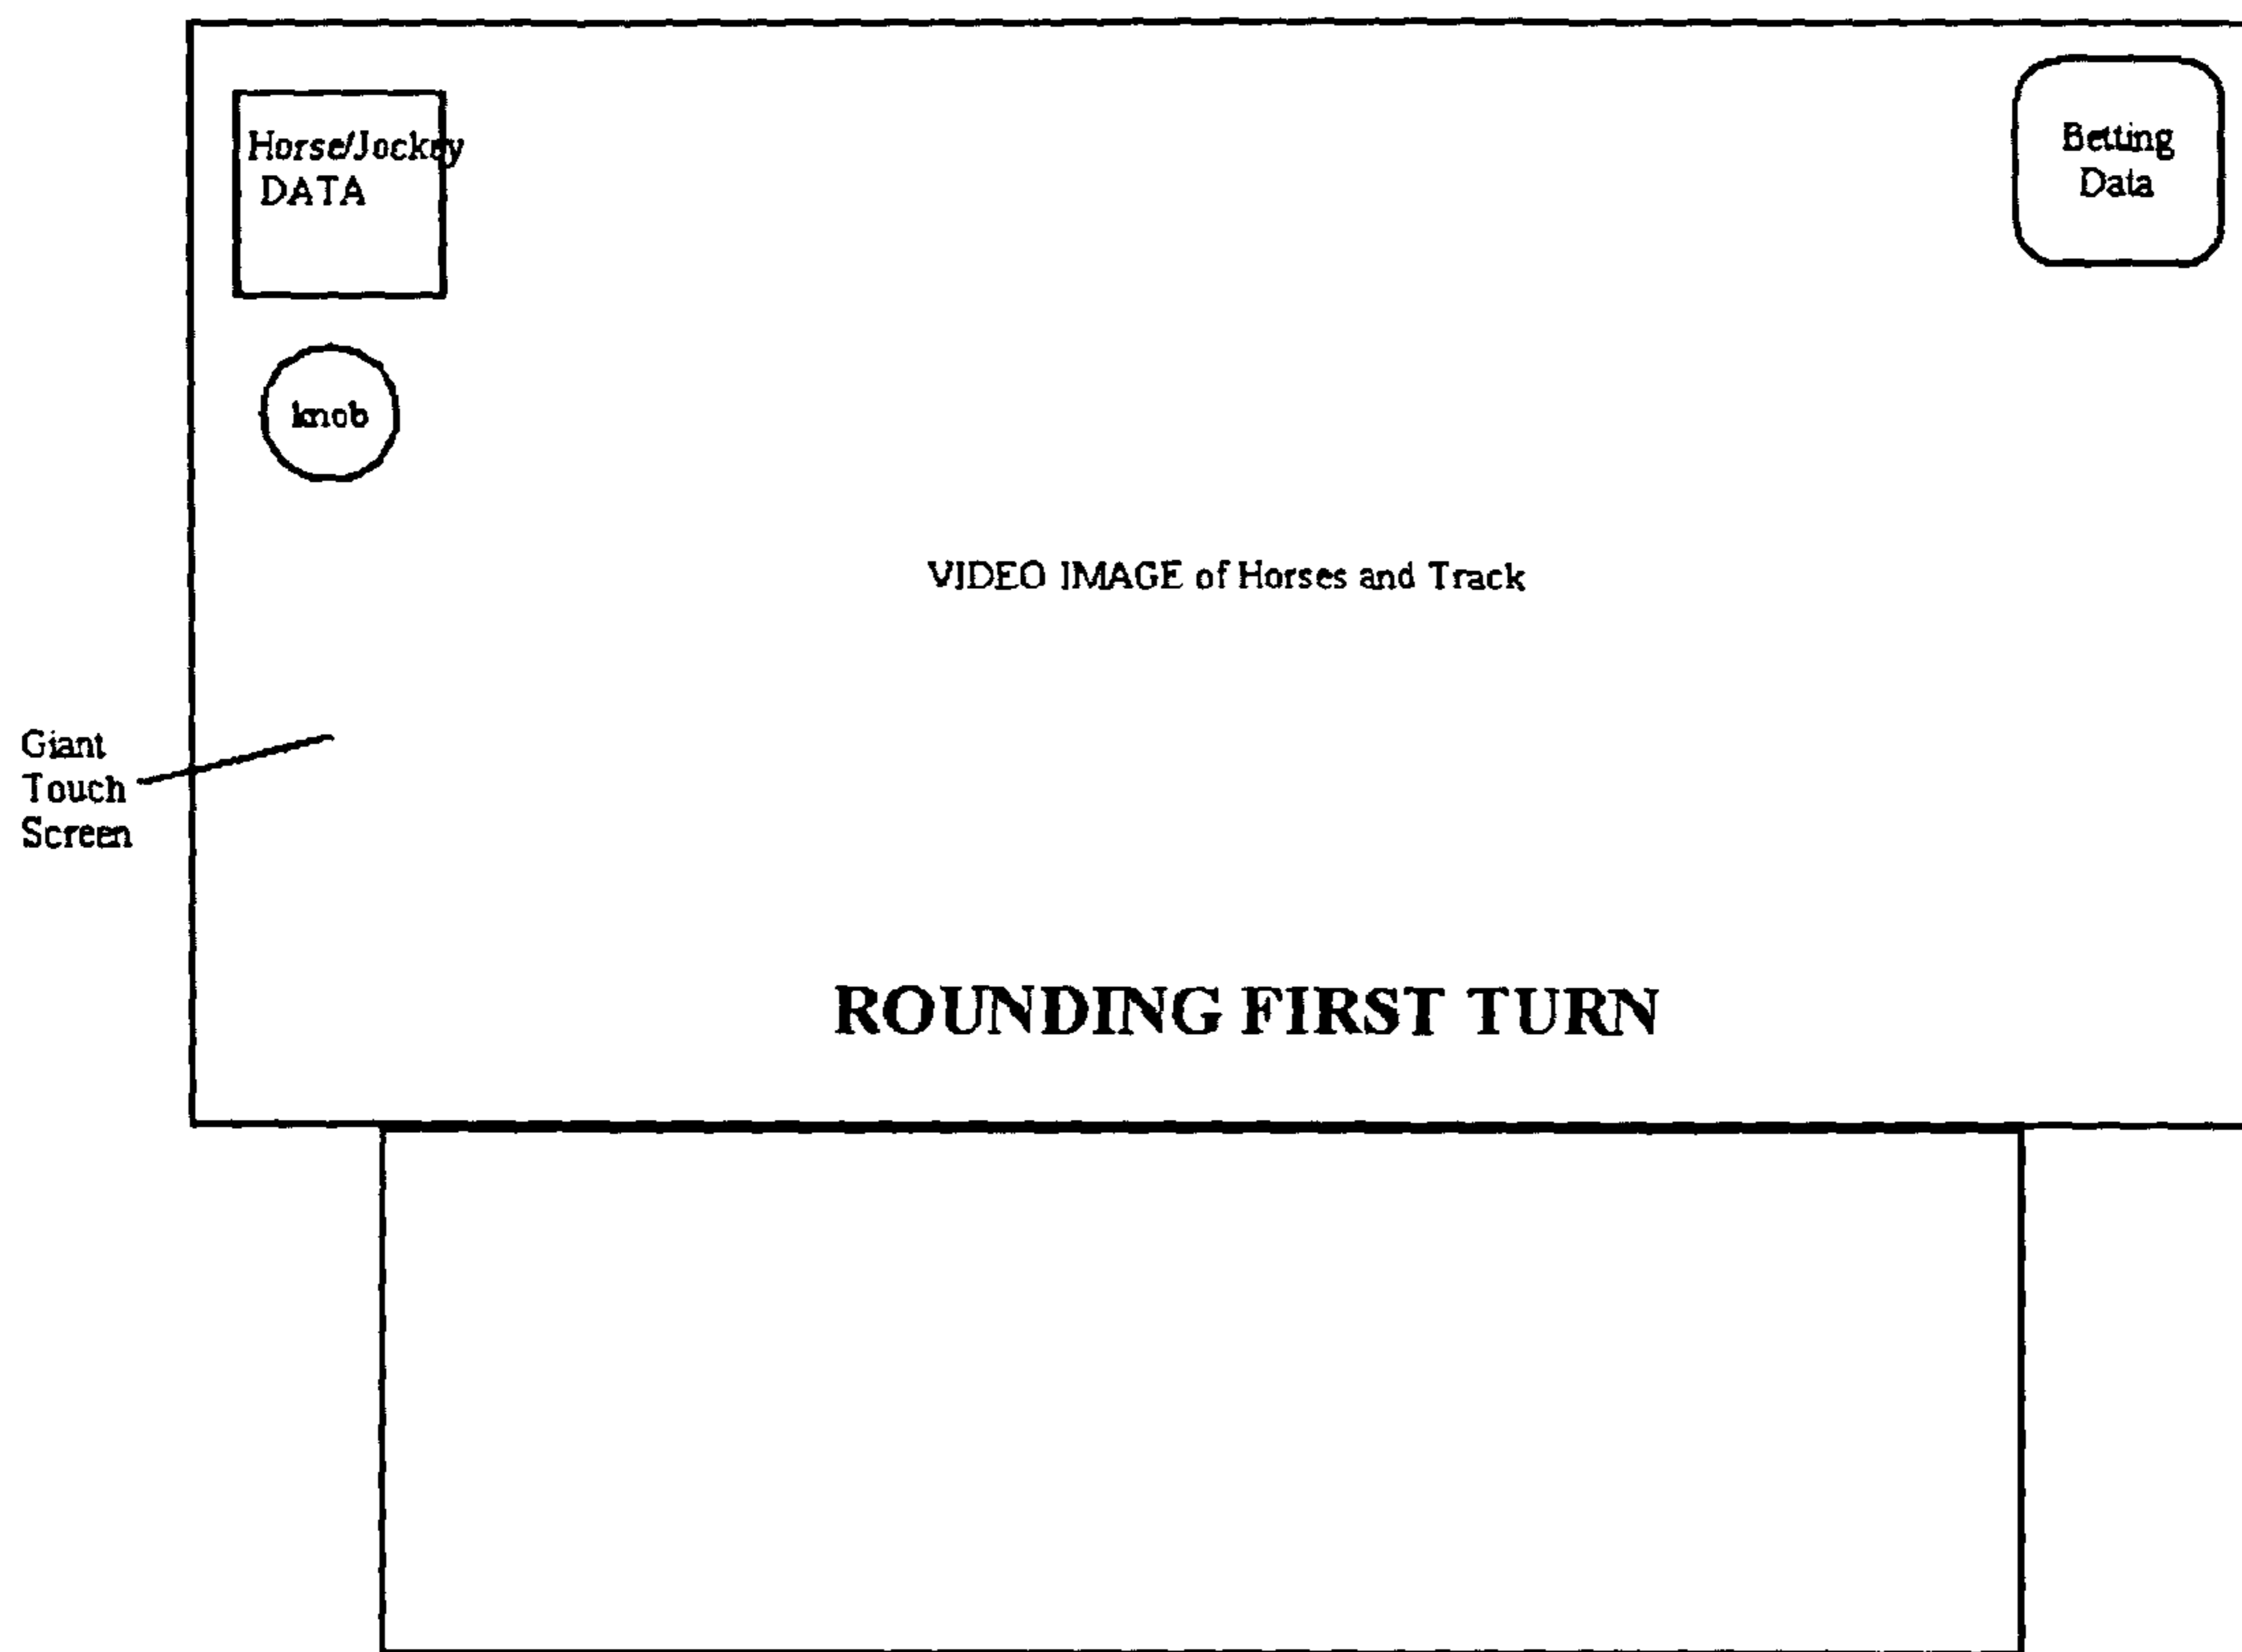 Horse/Jockey
DATA
Betting
Data
knob
VIDEO IMAGE of Horses and Track
Giant
Touch
Screen
ROUNDING FIRST TURN